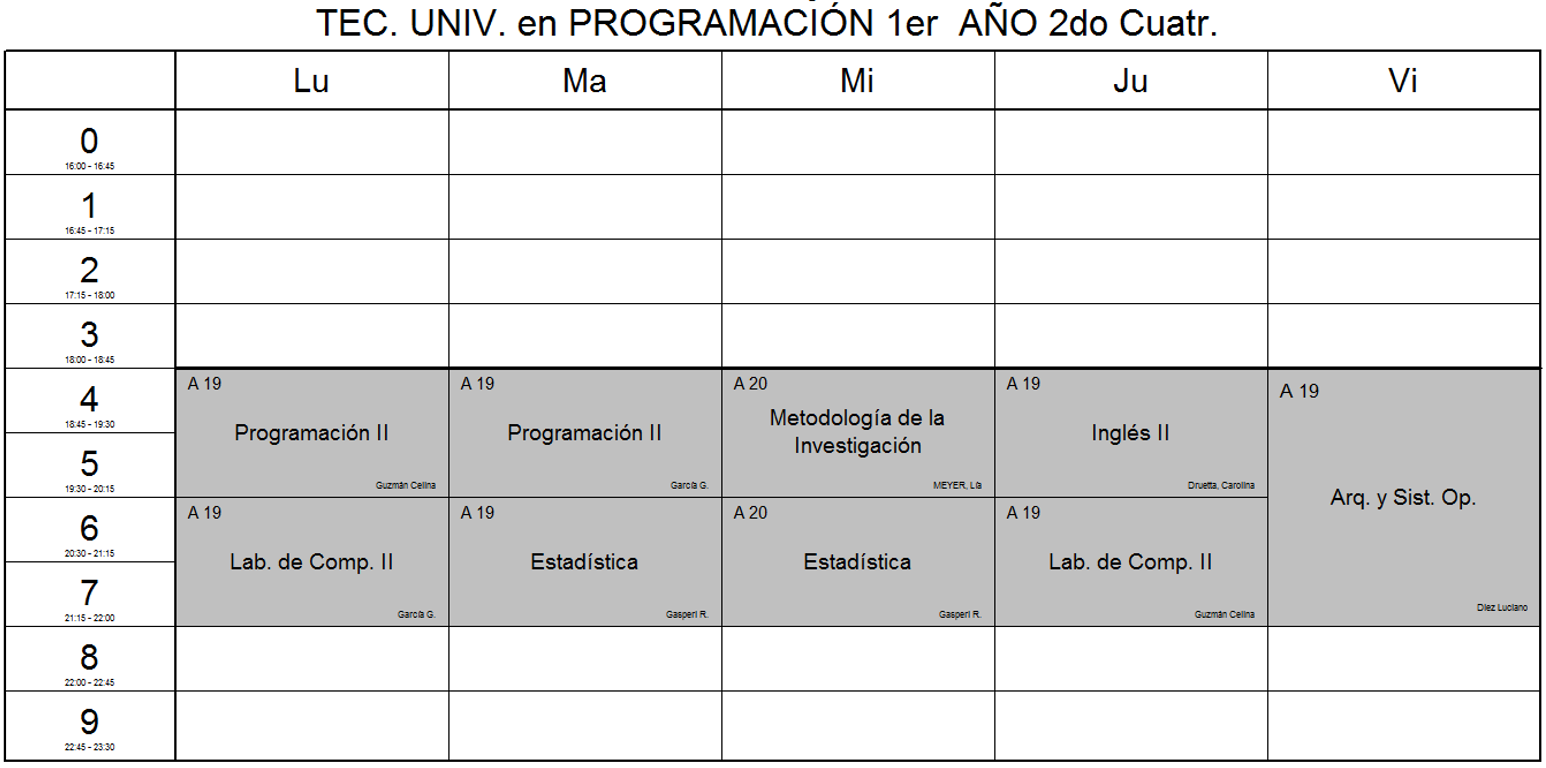 TEC. UNIV. en PROGRAMACIÓN 1er AÑO 2do Cuatr.
Lu Ma Mi Ju Vi
0
16:00 - 16:45
1
16:45 - 17:15
2
17:15 - 18:00
3
18:00 - 18:45
4
18:45 - 19:30
5
19:30 - 20:15
6
20:30 - 21:15
7
21:15 - 22:00
8
22:00 - 22:45
9
22:45 - 23:30
A 19
Programación II
Guzmán Celina
A 19
Programación II
García G.
A 20
Metodología de la
Investigación
MEYER, Lía
A 19
Inglés II
Druetta, Carolina
A 19
Arq. y Sist. Op.
Diez Luciano
A 19
Lab. de Comp. II
García G.
A 19
Estadística
Gasperi R.
A 20
Estadística
Gasperi R.
A 19
Lab. de Comp. II
Guzmán Celina